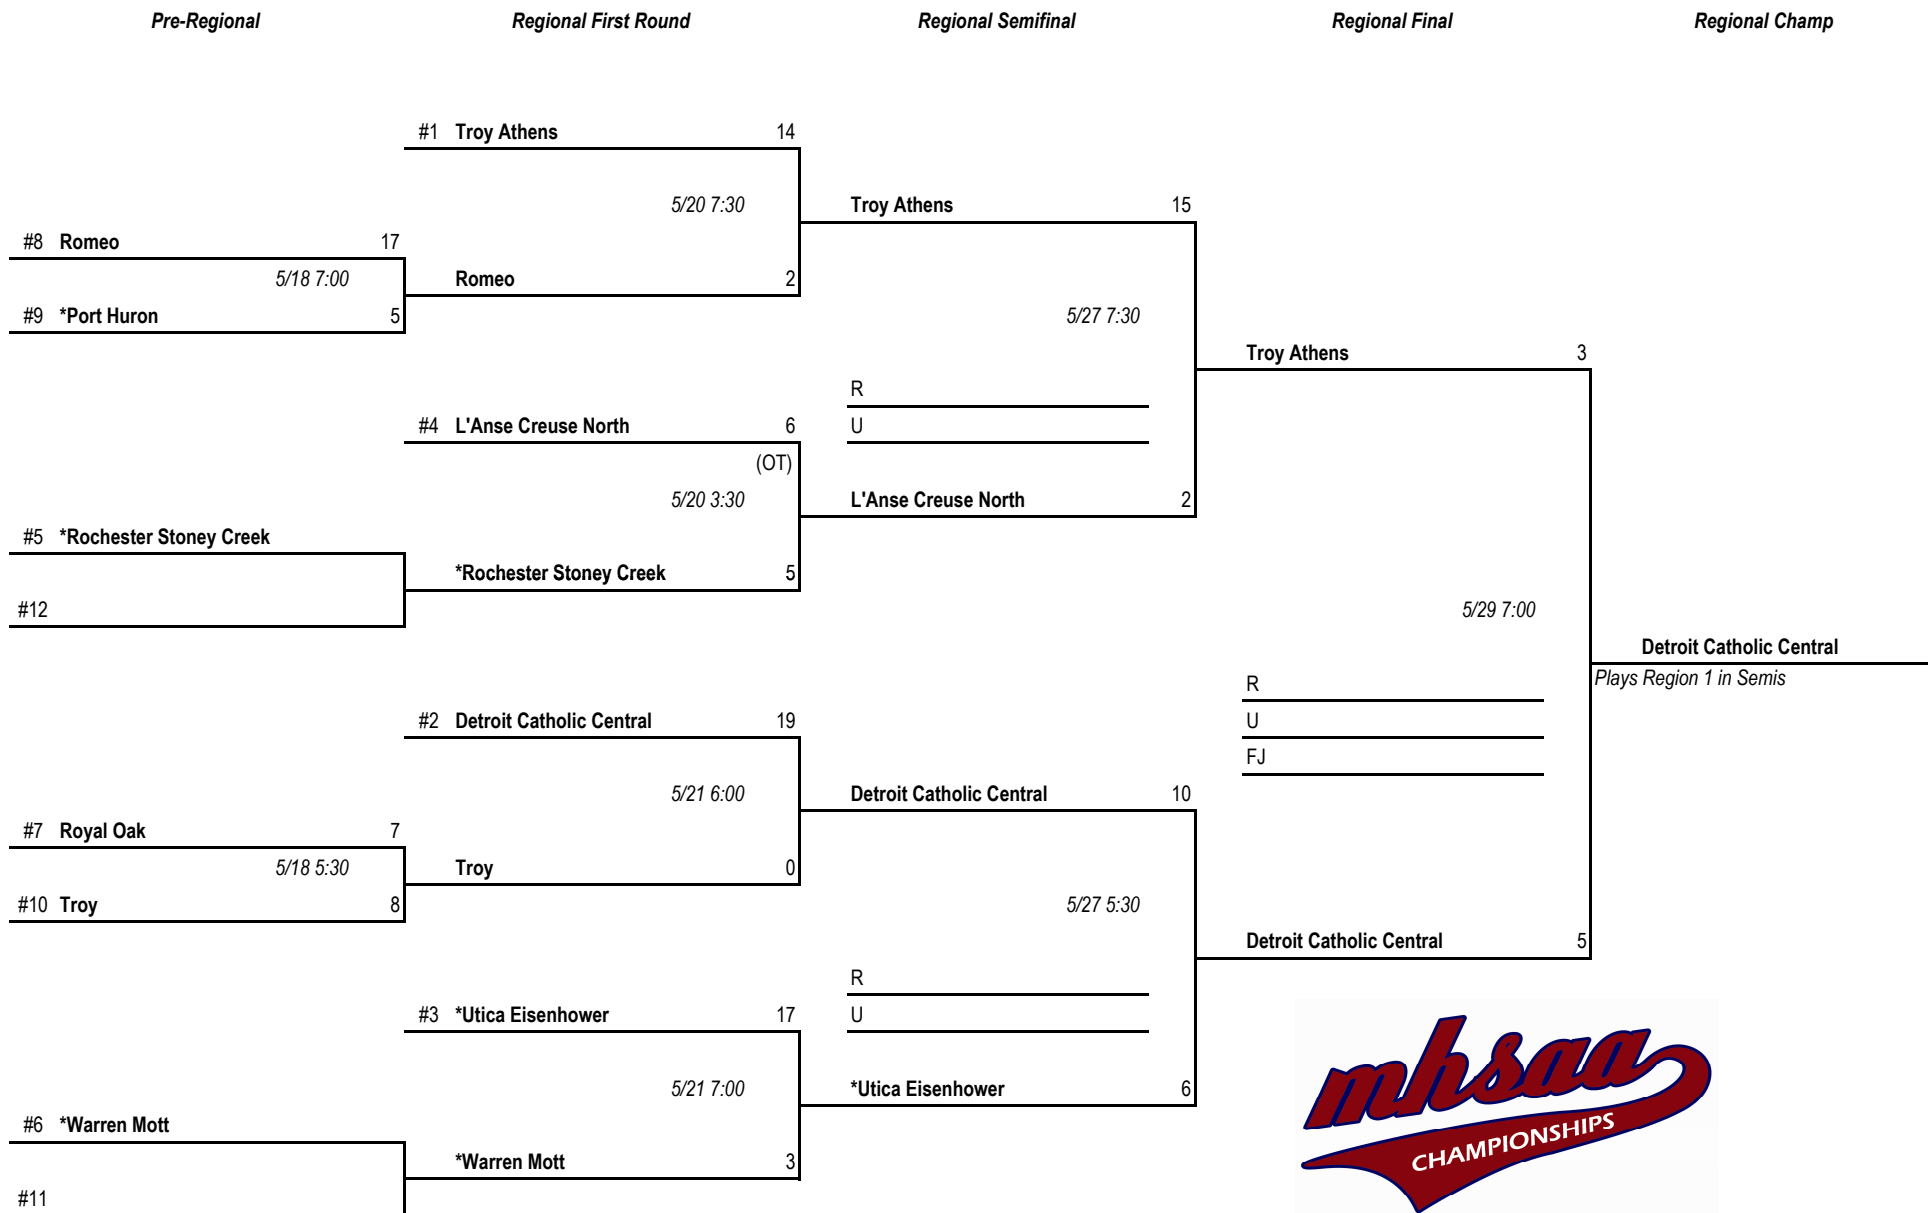 Pre-Regional Regional First Round Regional Semifinal Regional Final Regional Champ
#1 Troy Athens 14
5/20 7:30 Troy Athens 15
#8 Romeo 17
5/18 7:00 Romeo 2
#9 *Port Huron 5 5/27 7:30
Troy Athens 3
R
#4 L'Anse Creuse North 6 U
(OT)
5/20 3:30 L'Anse Creuse North 2
#5 *Rochester Stoney Creek
*Rochester Stoney Creek 5
#12 5/29 7:00
Detroit Catholic Central
Plays Region 1 in Semis
R
#2 Detroit Catholic Central 19 U
FJ
5/21 6:00 Detroit Catholic Central 10
#7 Royal Oak 7
5/18 5:30 Troy 0
#10 Troy 8 5/27 5:30
Detroit Catholic Central 5
R
#3 *Utica Eisenhower 17 U
5/21 7:00 *Utica Eisenhower 6
#6 *Warren Mott
*Warren Mott 3
#11
mhsaa
CHAMPIONSHIPS